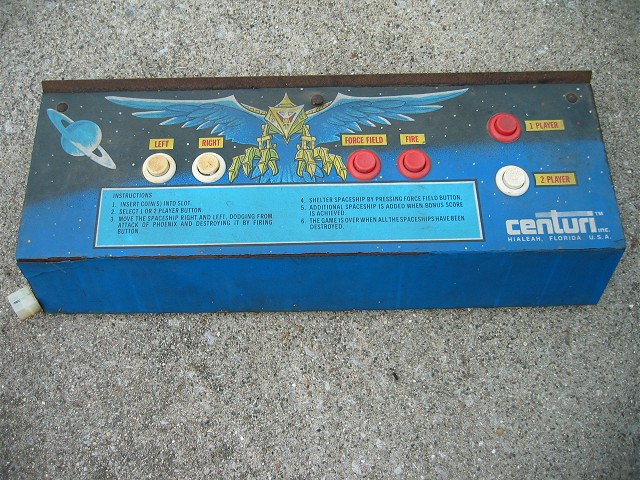 LEFT
RIGHT
FORCE FIELD
FIRE
1 PLAYER
2 PLAYER
INSTRUCTIONS
1. INSERT COIN(S) INTO SLOT.
2. SELECT 1 OR 2 PLAYER BUTTON.
3. MOVE THE SPACESHIP RIGHT AND LEFT, DODGING FROM
ATTACK OF PHOENIX AND DESTROYING IT BY FIRING
BUTTON.
4. SHELTER SPACESHIP BY PRESSING FORCE FIELD BUTTON.
5. ADDITIONAL SPACESHIP IS ADDED WHEN BONUS SCORE
IS ACHIEVED.
6. THE GAME IS OVER WHEN ALL THE SPACESHIPS HAVE BEEN
DESTROYED.
centuri INC. TM
HIALEAH, FLORIDA U.S.A.